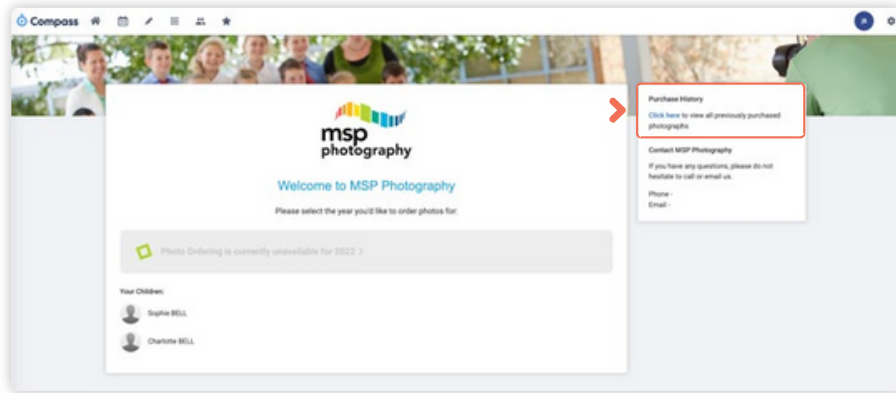 Compass
msp
photography
Welcome to MSP Photography
Please select the year you'd like to order photos for:
Photo Ordering is currently unavailable for 2022 >
Your Children:
Sophie BELL
Charlotte BELL
Purchase History
Click here to view all previously purchased
photographs
Contact MSP Photography
If you have any questions, please do not
hesitate to call or email us.
Phone -
Email -